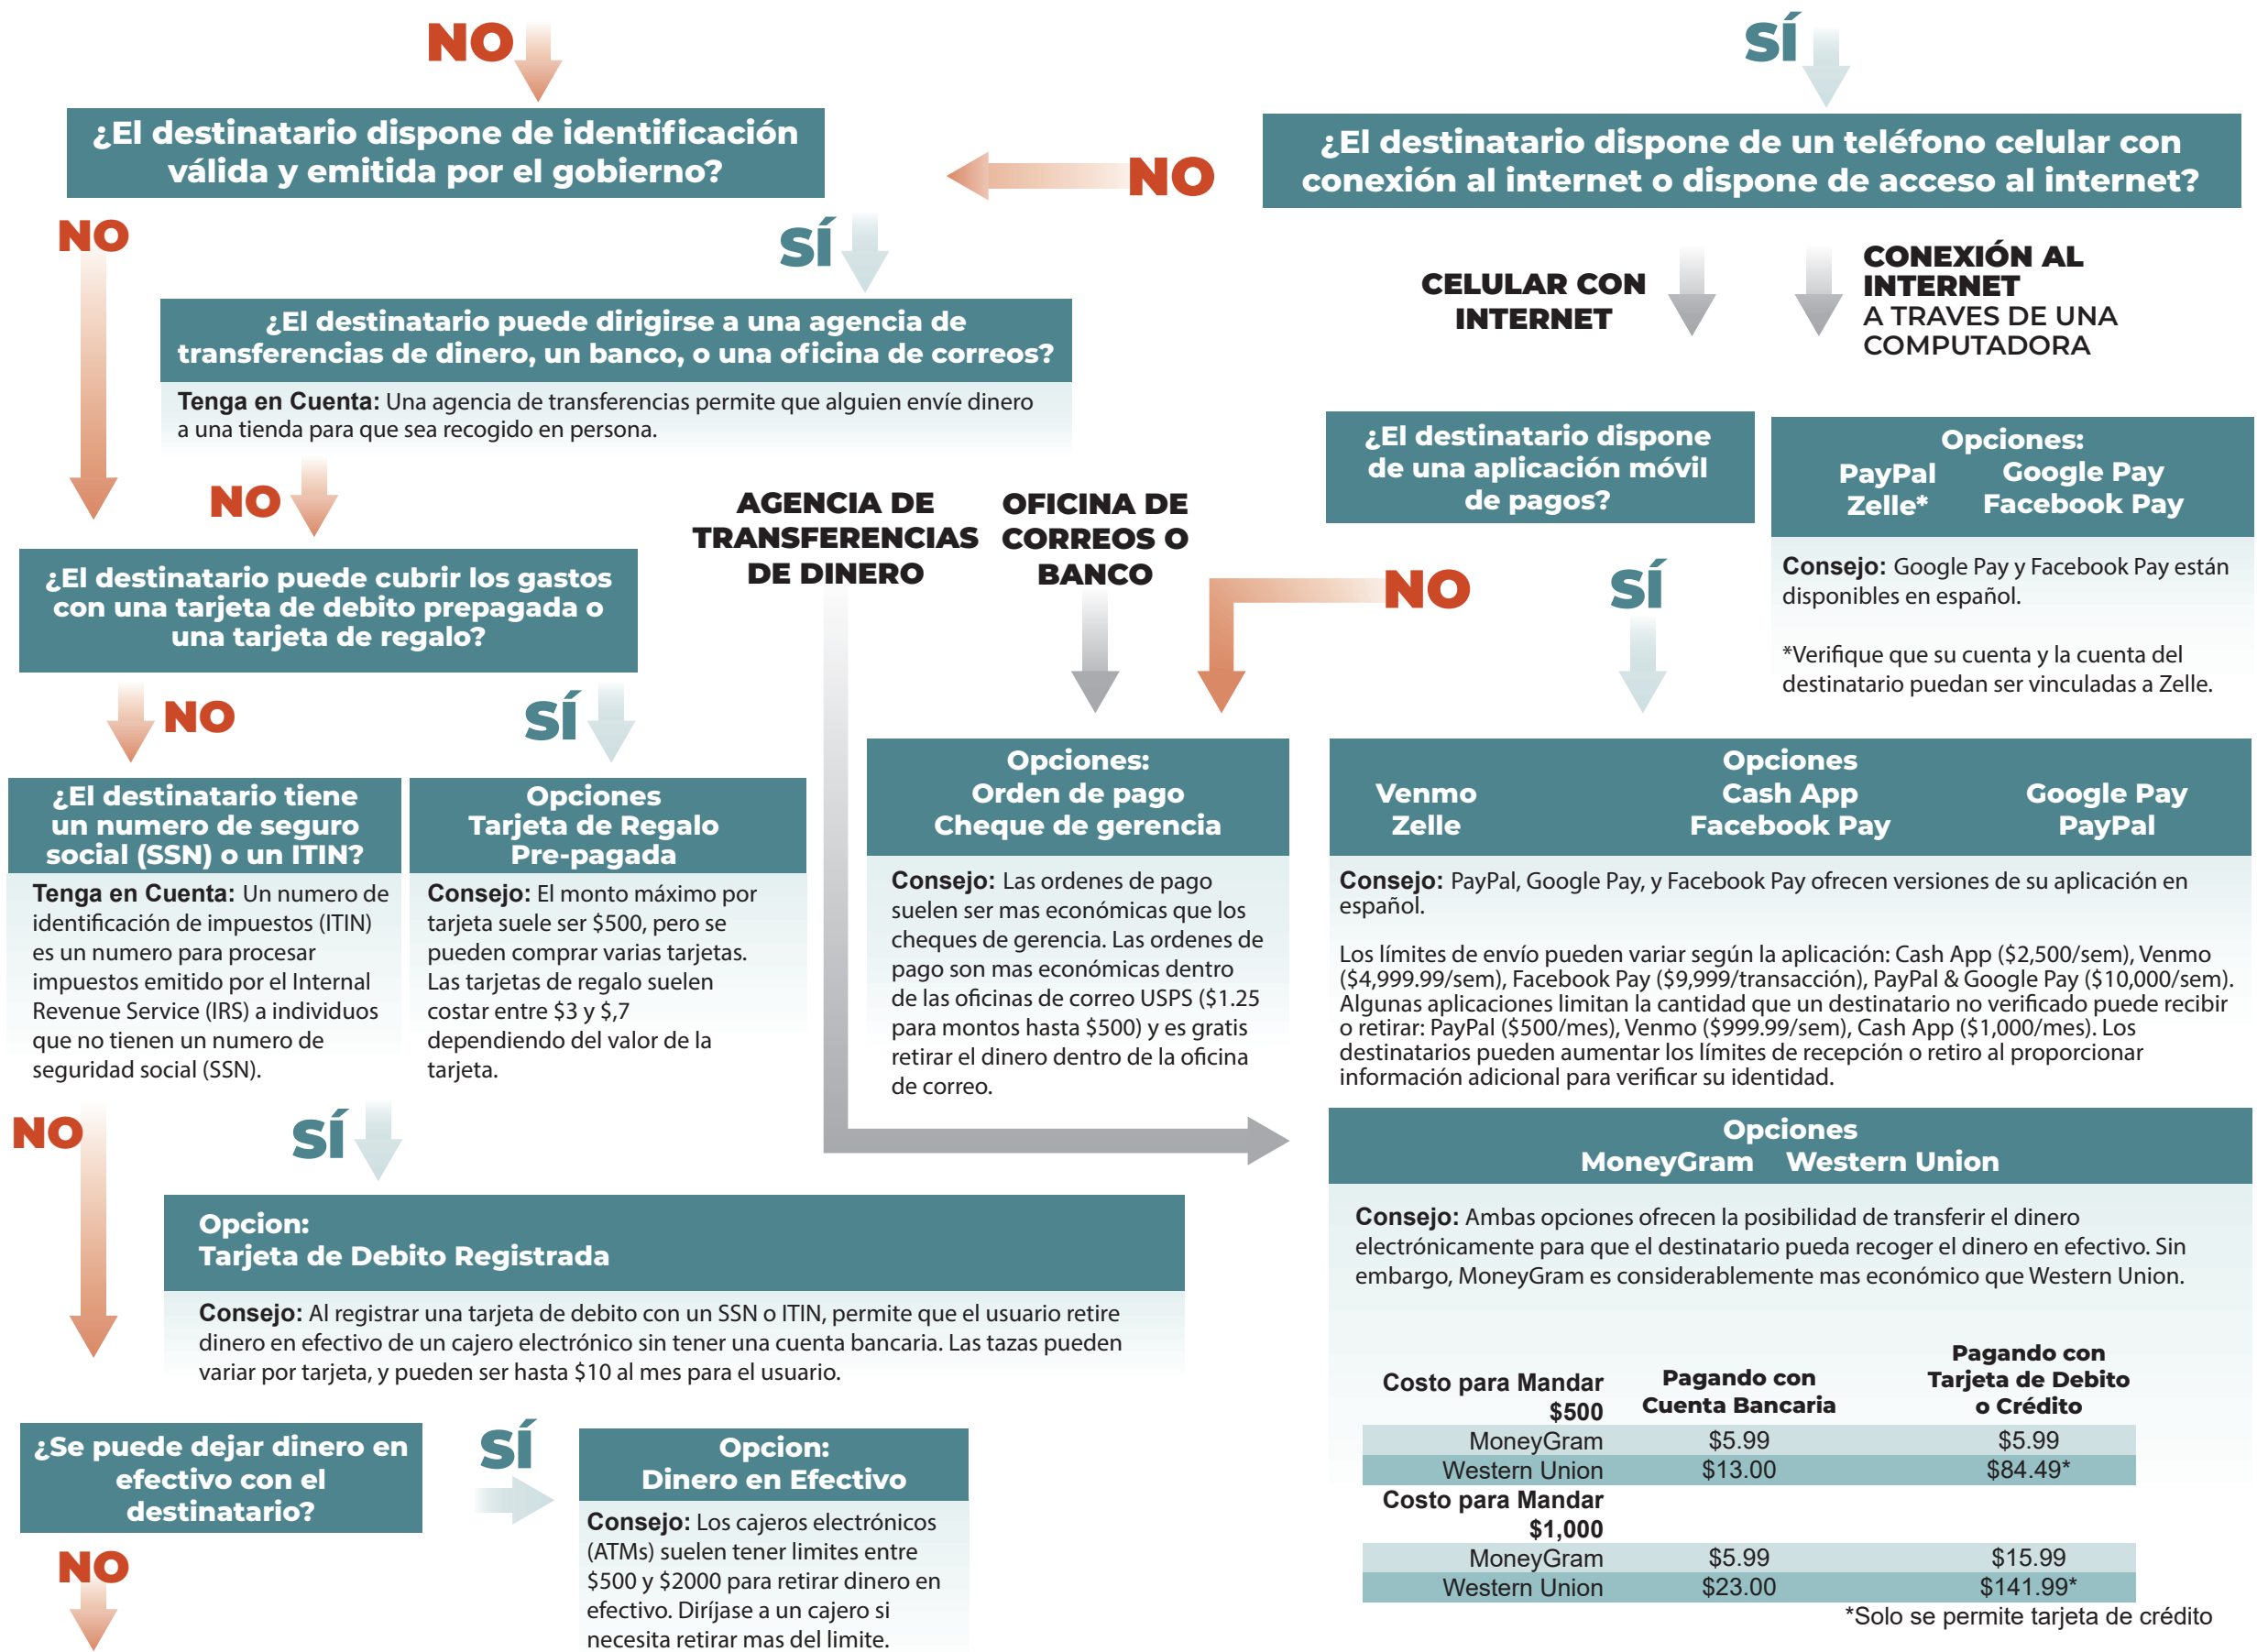 NO
SÍ
¿El destinatario dispone de identificación
válida y emitida por el gobierno?
NO
¿El destinatario dispone de un teléfono celular con
conexión al internet o dispone de acceso al internet?
NO
SÍ
CELULAR CON
INTERNET
CONEXIÓN AL
INTERNET
A TRAVES DE UNA
COMPUTADORA
¿El destinatario puede dirigirse a una agencia de
transferencias de dinero, un banco, o una oficina de correos?
Tenga en Cuenta: Una agencia de transferencias permite que alguien envíe dinero
a una tienda para que sea recogido en persona.
¿El destinatario dispone
de una aplicación móvil
de pagos?
Opciones:
PayPal Google Pay
Zelle* Facebook Pay
Consejo: Google Pay y Facebook Pay están
disponibles en español.
*Verifique que su cuenta y la cuenta del
destinatario puedan ser vinculadas a Zelle.
NO
AGENCIA DE
TRANSFERENCIAS
DE DINERO
OFICINA DE
CORREOS O
BANCO
NO
SÍ
¿El destinatario puede cubrir los gastos
con una tarjeta de debito prepagada o
una tarjeta de regalo?
NO
SÍ
¿El destinatario tiene
un numero de seguro
social (SSN) o un ITIN?
Tenga en Cuenta: Un numero de
identificación de impuestos (ITIN)
es un numero para procesar
impuestos emitido por el Internal
Revenue Service (IRS) a individuos
que no tienen un numero de
seguridad social (SSN).
Opciones
Tarjeta de Regalo
Pre-pagada
Consejo: El monto máximo por
tarjeta suele ser $500, pero se
pueden comprar varias tarjetas.
Las tarjetas de regalo suelen
costar entre $3 y $,7
dependiendo del valor de la
tarjeta.
Opciones:
Orden de pago
Cheque de gerencia
Consejo: Las ordenes de pago
suelen ser mas económicas que los
cheques de gerencia. Las ordenes de
pago son mas económicas dentro
de las oficinas de correo USPS ($1.25
para montos hasta $500) y es gratis
retirar el dinero dentro de la oficina
de correo.
Opciones
Venmo Cash App Google Pay
Zelle Facebook Pay PayPal
Consejo: PayPal, Google Pay, y Facebook Pay ofrecen versiones de su aplicación en
español.
Los límites de envío pueden variar según la aplicación: Cash App ($2,500/sem), Venmo
($4,999.99/sem), Facebook Pay ($9,999/transacción), PayPal & Google Pay ($10,000/sem).
Algunas aplicaciones limitan la cantidad que un destinatario no verificado puede recibir
o retirar: PayPal ($500/mes), Venmo ($999.99/sem), Cash App ($1,000/mes). Los
destinatarios pueden aumentar los límites de recepción o retiro al proporcionar
información adicional para verificar su identidad.
NO
SÍ
Opciones
MoneyGram Western Union
Consejo: Ambas opciones ofrecen la posibilidad de transferir el dinero
electrónicamente para que el destinatario pueda recoger el dinero en efectivo. Sin
embargo, MoneyGram es considerablemente mas económico que Western Union.
Opcion:
Tarjeta de Debito Registrada
Consejo: Al registrar una tarjeta de debito con un SSN o ITIN, permite que el usuario retire
dinero en efectivo de un cajero electrónico sin tener una cuenta bancaria. Las tazas pueden
variar por tarjeta, y pueden ser hasta $10 al mes para el usuario.
Costo para Mandar
$500
Pagando con
Cuenta Bancaria
Pagando con
Tarjeta de Debito
o Crédito
MoneyGram $5.99 $5.99
Western Union $13.00 $84.49*
Costo para Mandar
$1,000
MoneyGram $5.99 $15.99
Western Union $23.00 $141.99*
*Solo se permite tarjeta de crédito
¿Se puede dejar dinero en
efectivo con el
destinatario?
SÍ
NO
Opcion:
Dinero en Efectivo
Consejo: Los cajeros electrónicos
(ATMs) suelen tener limites entre
$500 y $2000 para retirar dinero en
efectivo. Diríjase a un cajero si
necesita retirar mas del limite.